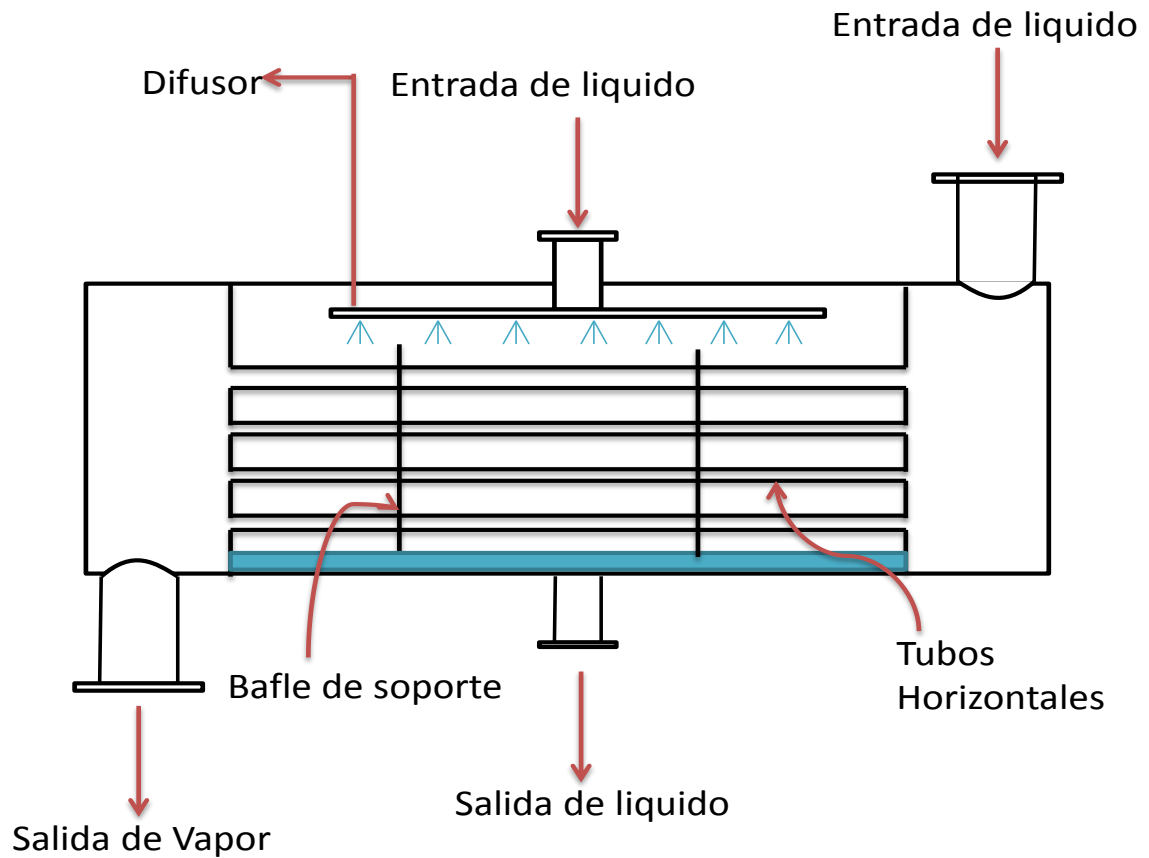 Entrada de liquido
Difusor
Entrada de liquido
Bafle de soporte
Tubos
Horizontales
Salida de liquido
Salida de Vapor